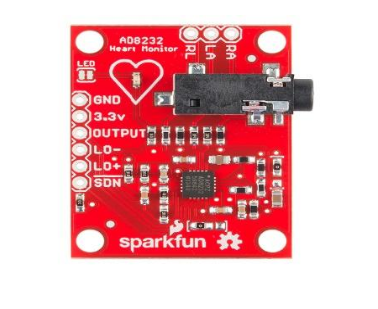 AD8232
Heart Monitor
RL
LA
RA
LED
GND
3.3v
OUTPUT
LO-
LO+
SDN
sparkfun